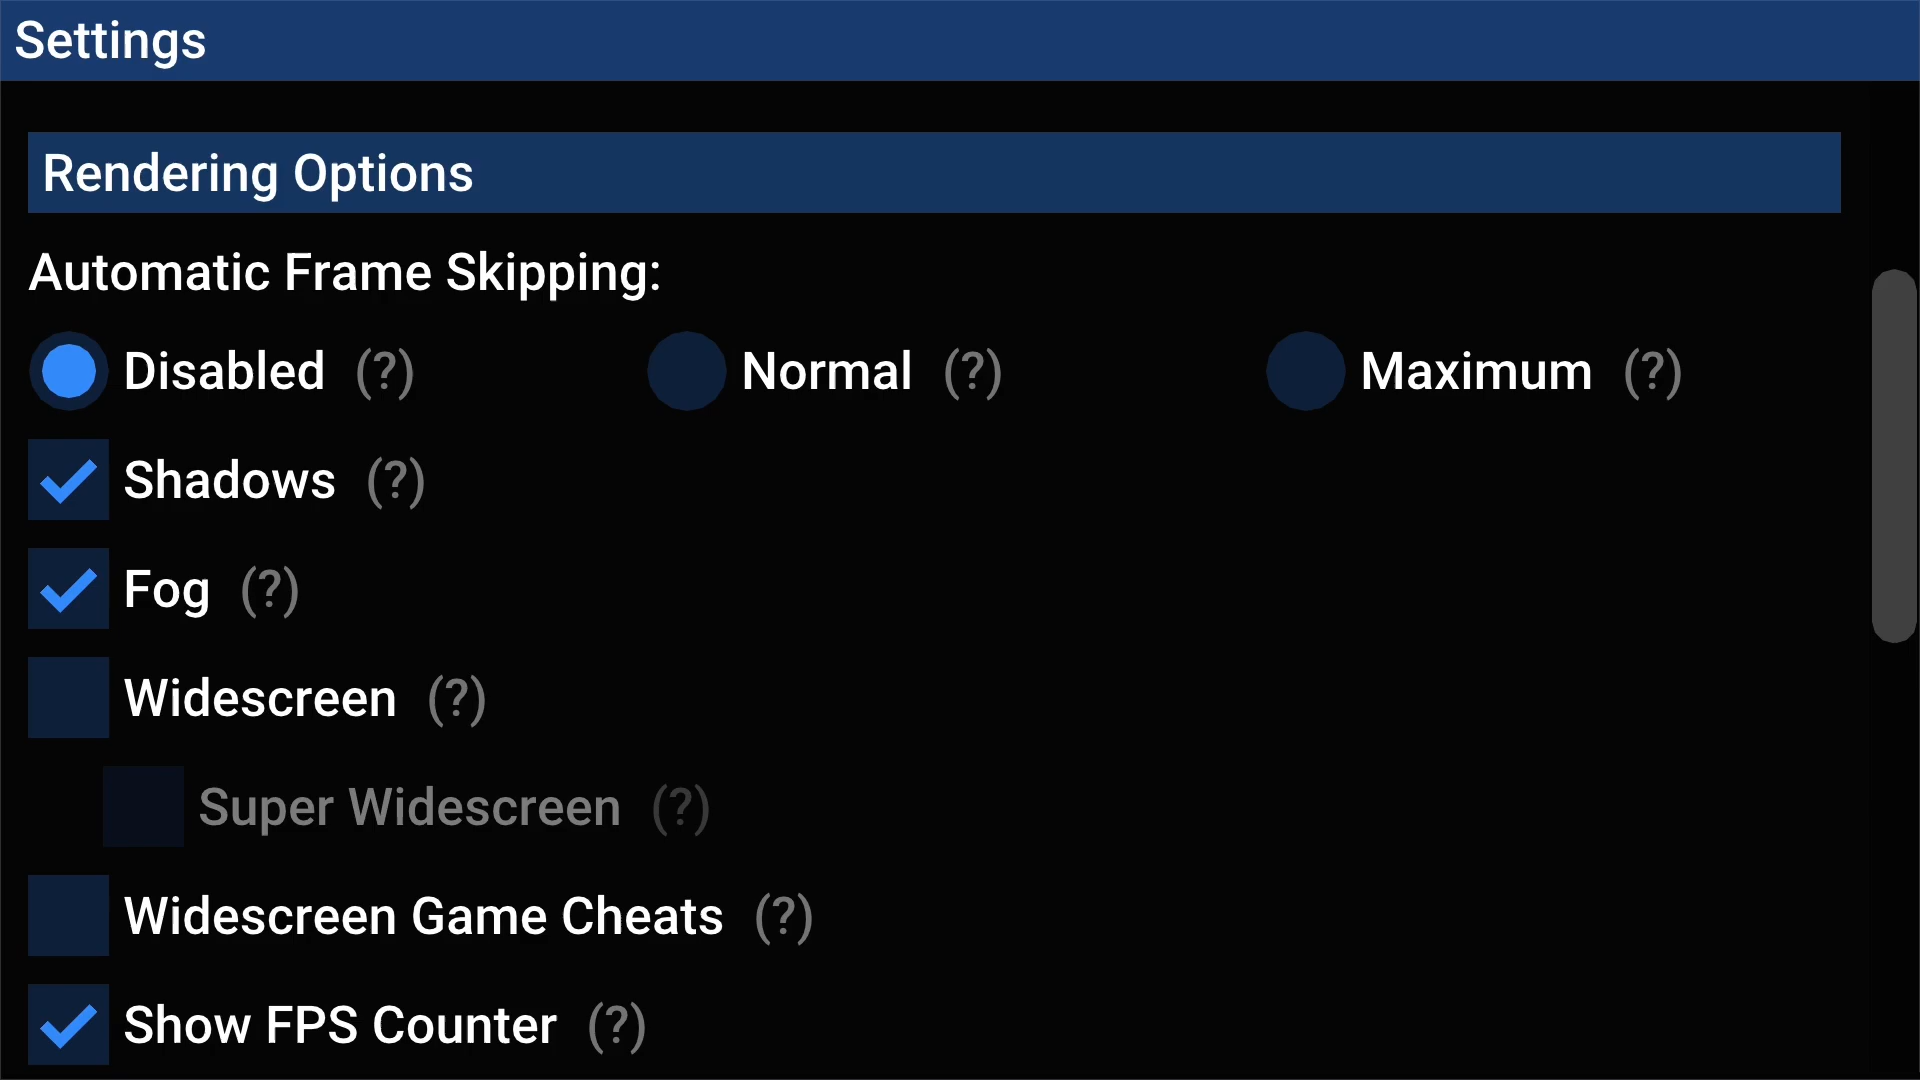 Settings
Rendering Options
Automatic Frame Skipping:
Disabled (?) Normal (?) Maximum (?)
Shadows (?)
Fog (?)
Widescreen (?)
Super Widescreen (?)
Widescreen Game Cheats (?)
Show FPS Counter (?)